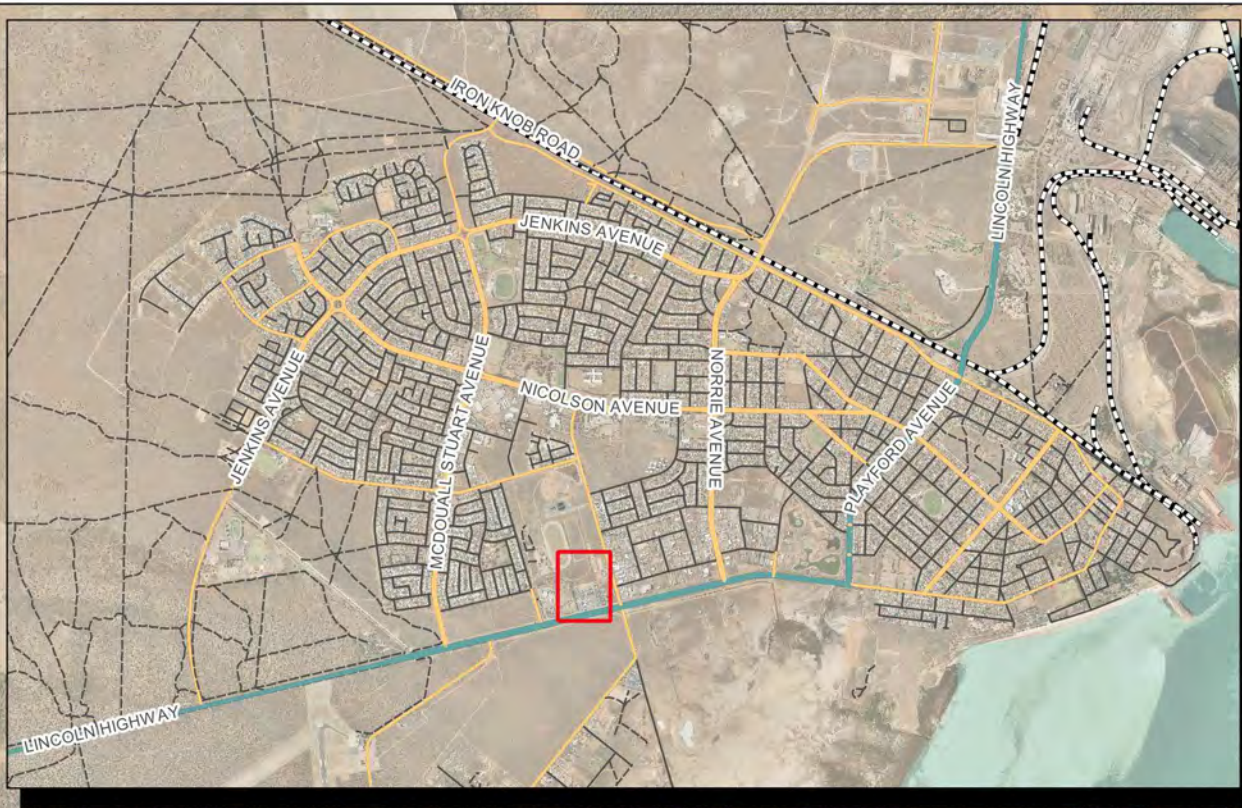 IRON KNOB ROAD
LINCOLN HIGHWAY
JENKINS AVENUE
JENKINS AVENUE
MCDOUALL STUART AVENUE
NICOLSON AVENUE
NORRIE AVENUE
PLAYFORD AVENUE
LINCOLN HIGHWAY